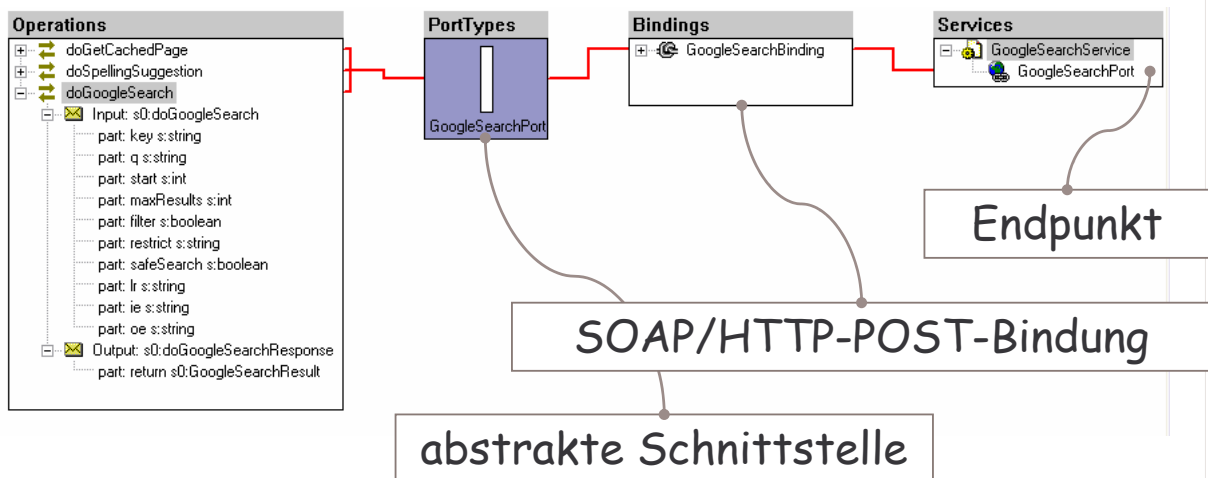 Operations
doGetCachedPage
doSpellingSuggestion
doGoogleSearch
Input: s0:doGoogleSearch
part: key s:string
part: q s:string
part: start s:int
part: maxResults s:int
part: filter s:boolean
part: restrict s:string
part: safeSearch s:boolean
part: lr s:string
part: ie s:string
part: oe s:string
Output: s0:doGoogleSearchResponse
part: return s0:GoogleSearchResult
PortTypes
GoogleSearchPort
Bindings
GoogleSearchBinding
Services
GoogleSearchService
GoogleSearchPort
Endpunkt
SOAP/HTTP-POST-Bindung
abstrakte Schnittstelle